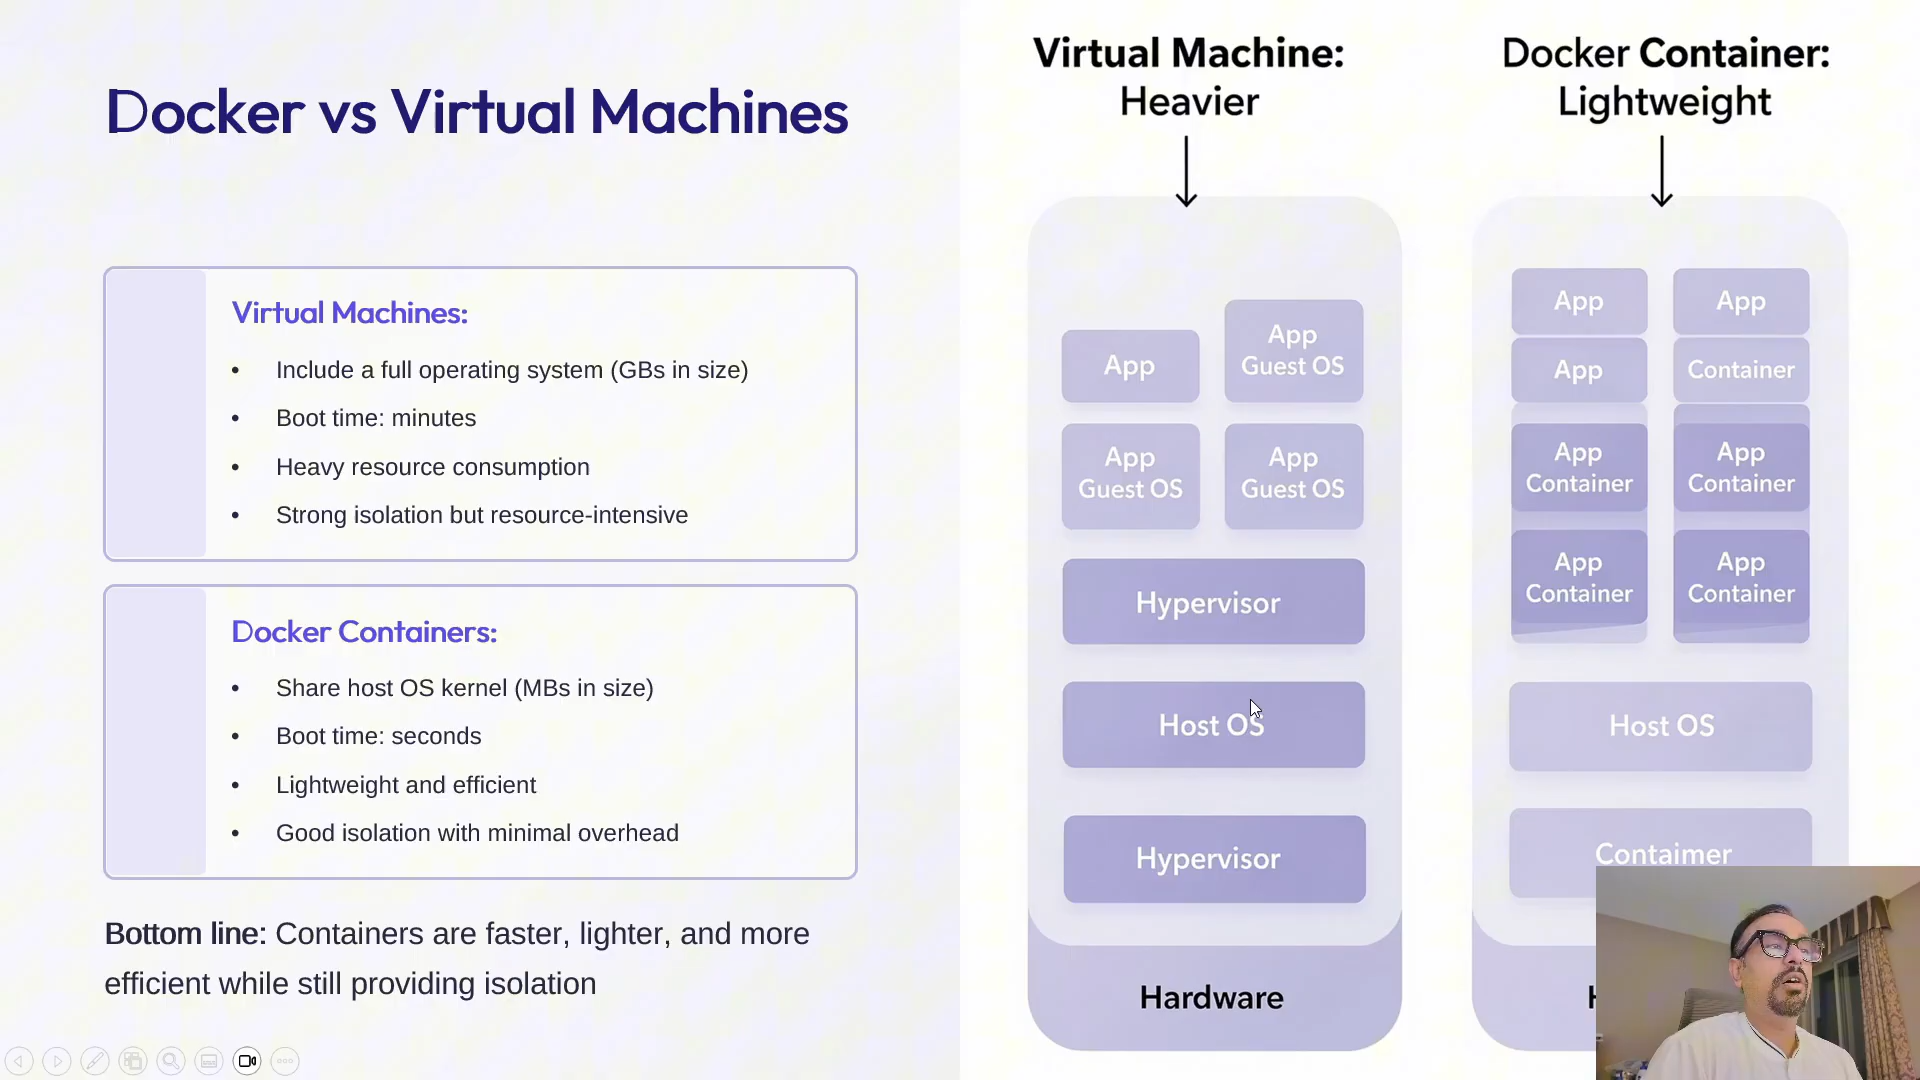 Docker vs Virtual Machines
Virtual Machines:
• Include a full operating system (GBs in size)
• Boot time: minutes
• Heavy resource consumption
• Strong isolation but resource-intensive
Docker Containers:
• Share host OS kernel (MBs in size)
• Boot time: seconds
• Lightweight and efficient
• Good isolation with minimal overhead
Bottom line: Containers are faster, lighter, and more
efficient while still providing isolation
Virtual Machine:
Heavier
App
App
Guest OS
App
Guest OS
App
Guest OS
Hypervisor
Host OS
Hypervisor
Hardware
Docker Container:
Lightweight
App
App
App
Container
App
Container
App
Container
App
Container
App
Container
Host OS
Contaimer